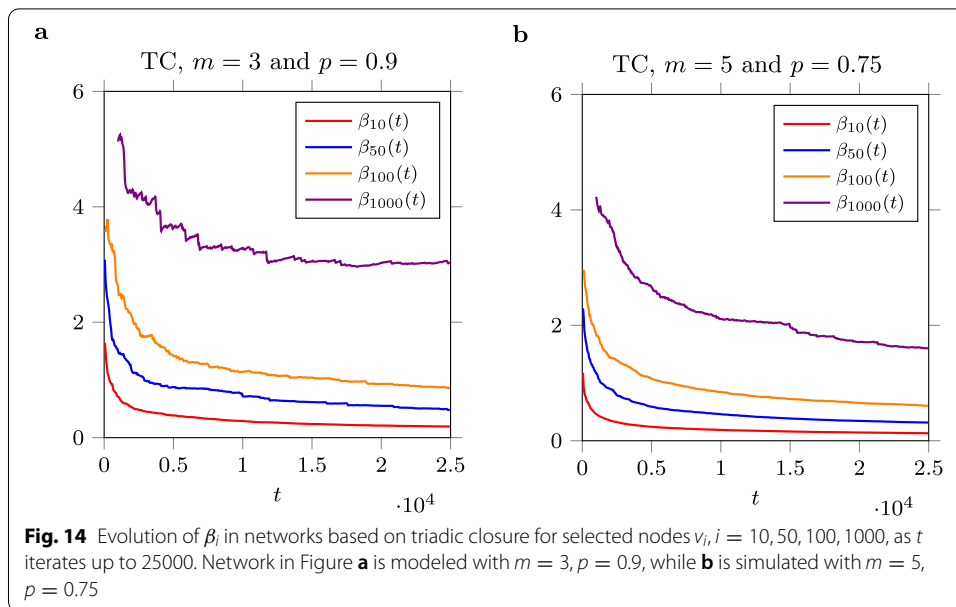 a
TC, m = 3 and p = 0.9
6
4
2
0
0
0.5
1
1.5
2
2.5
t
·10⁴
β₁₀(t)
β₅₀(t)
β₁₀₀(t)
β₁₀₀₀(t)
b
TC, m = 5 and p = 0.75
6
4
2
0
0
0.5
1
1.5
2
2.5
t
·10⁴
β₁₀(t)
β₅₀(t)
β₁₀₀(t)
β₁₀₀₀(t)
Fig. 14 Evolution of βᵢ in networks based on triadic closure for selected nodes vᵢ, i = 10, 50, 100, 1000, as t
iterates up to 25000. Network in Figure a is modeled with m = 3, p = 0.9, while b is simulated with m = 5,
p = 0.75